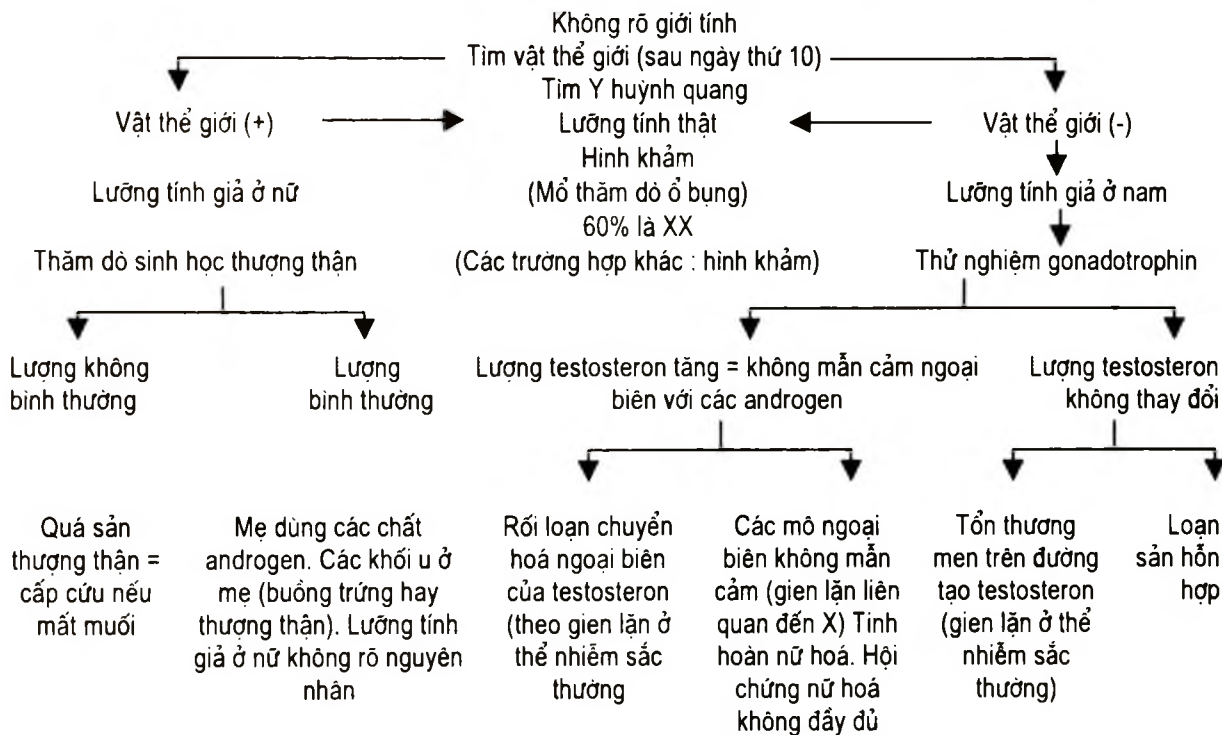 Không rõ giới tính
Tìm vật thể giới (sau ngày thứ 10)
Tìm Y huỳnh quang
Vật thể giới (+)
Lưỡng tính thật
Vật thể giới (-)
Hình khảm
(Mổ thăm dò ổ bụng)
60% là XX
(Các trường hợp khác : hình khảm)
Lưỡng tính giả ở nữ
Lưỡng tính giả ở nam
Thăm dò sinh học thượng thận
Thử nghiệm gonadotrophin
Lượng không
bình thường
Lượng
bình thường
Lượng testosteron tăng = không mẫn cảm ngoại
biên với các androgen
Lượng testosteron
không thay đổi
Quá sản
thượng thận =
cấp cứu nếu
mất muối
Mẹ dùng các chất
androgen. Các khối u ở
mẹ (buồng trứng hay
thượng thận). Lưỡng tính
giả ở nữ không rõ nguyên
nhân
Rối loạn chuyển
hoá ngoại biên
của testosteron
(theo gien lặn ở
thể nhiễm sắc
thường
Các mô ngoại
biên không mẫn
cảm (gien lặn liên
quan đến X) Tinh
hoàn nữ hoá. Hội
chứng nữ hoá
không đầy đủ
Tổn thương
men trên đường
tạo testosteron
(gien lặn ở thể
nhiễm sắc
thường)
Loạn
sản hỗn
hợp